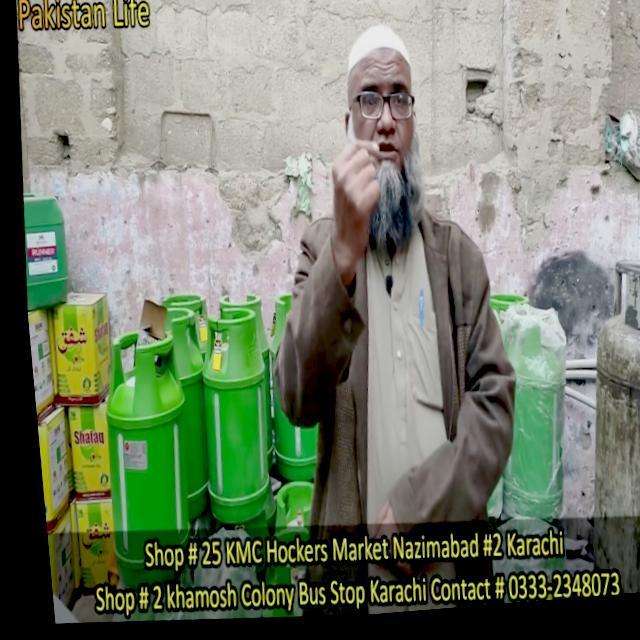 Pakistan Life
RUNNER
شفق
Shafaq
شفق
Shop # 25 KMC Hockers Market Nazimabad #2 Karachi
Shop # 2 khamosh Colony Bus Stop Karachi Contact # 0333-2348073